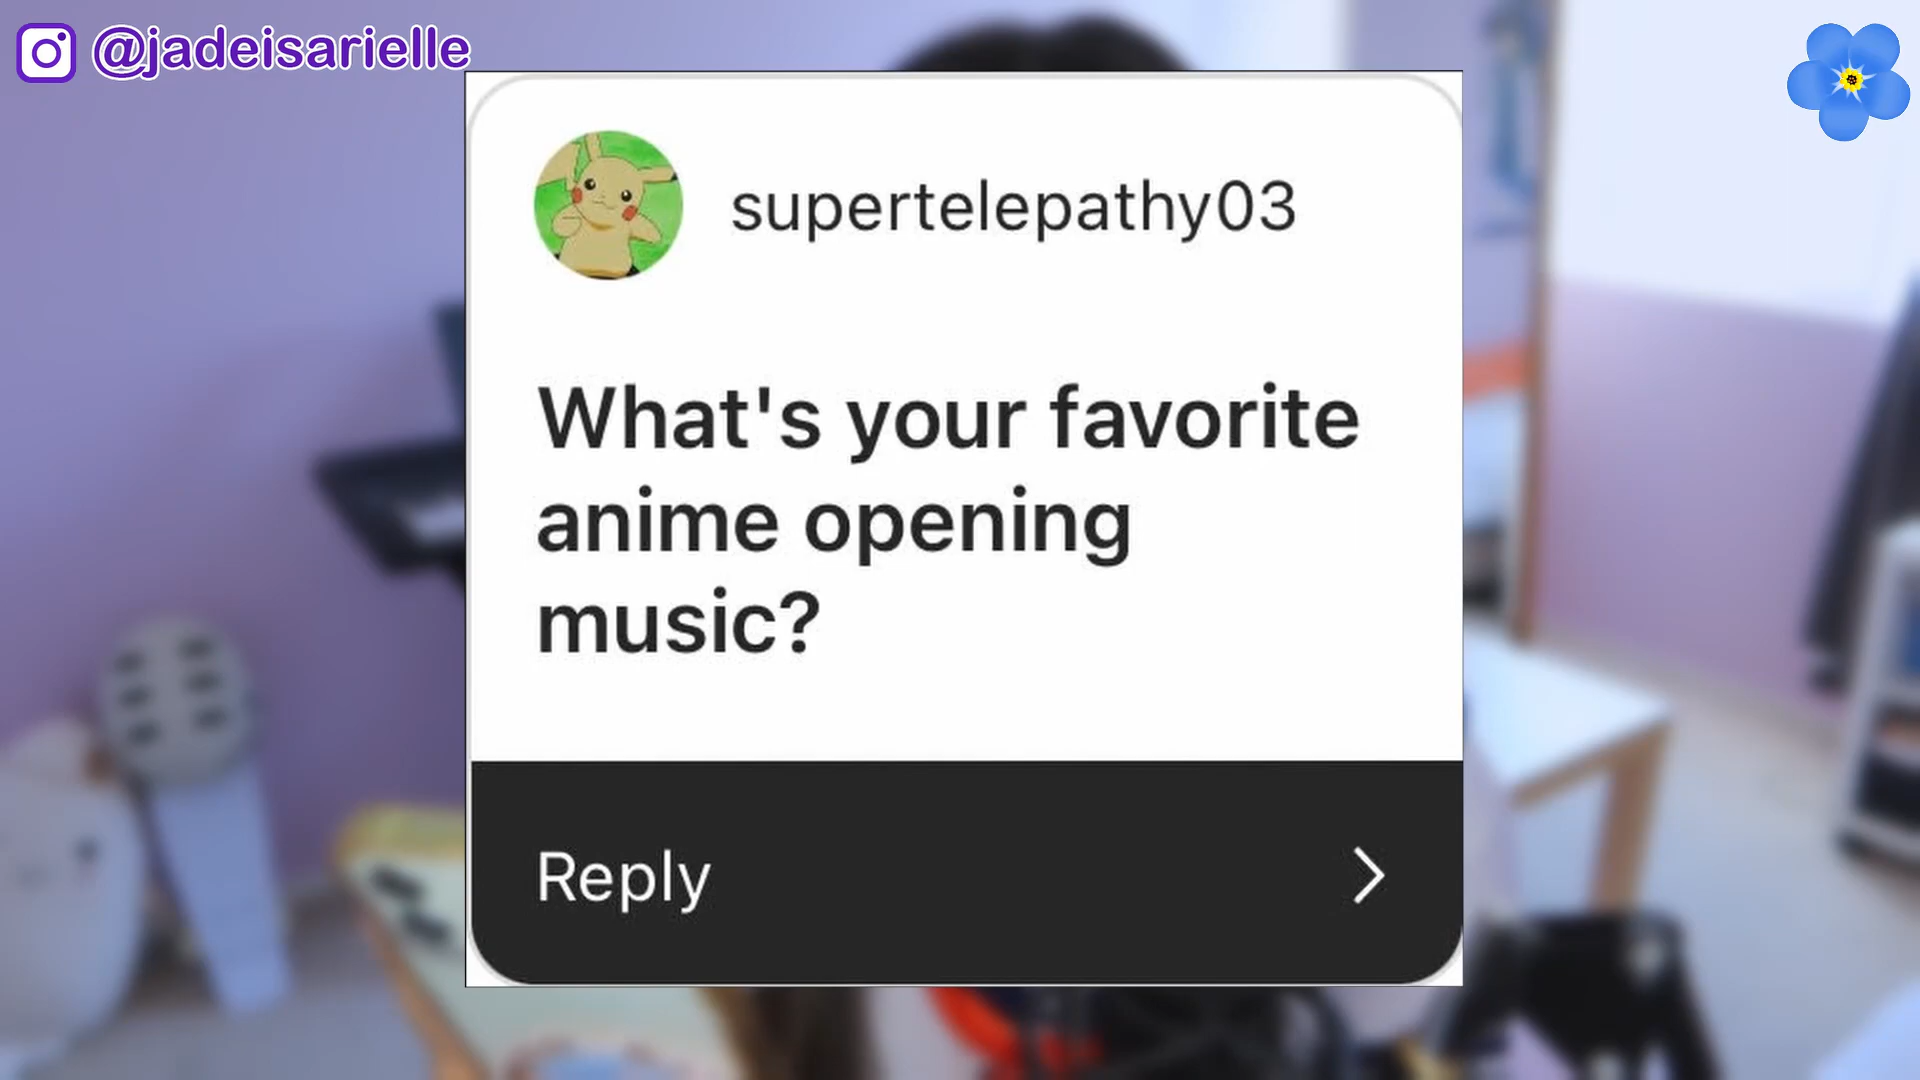 @jadeisarielle
supertelepathy03
What's your favorite
anime opening
music?
Reply